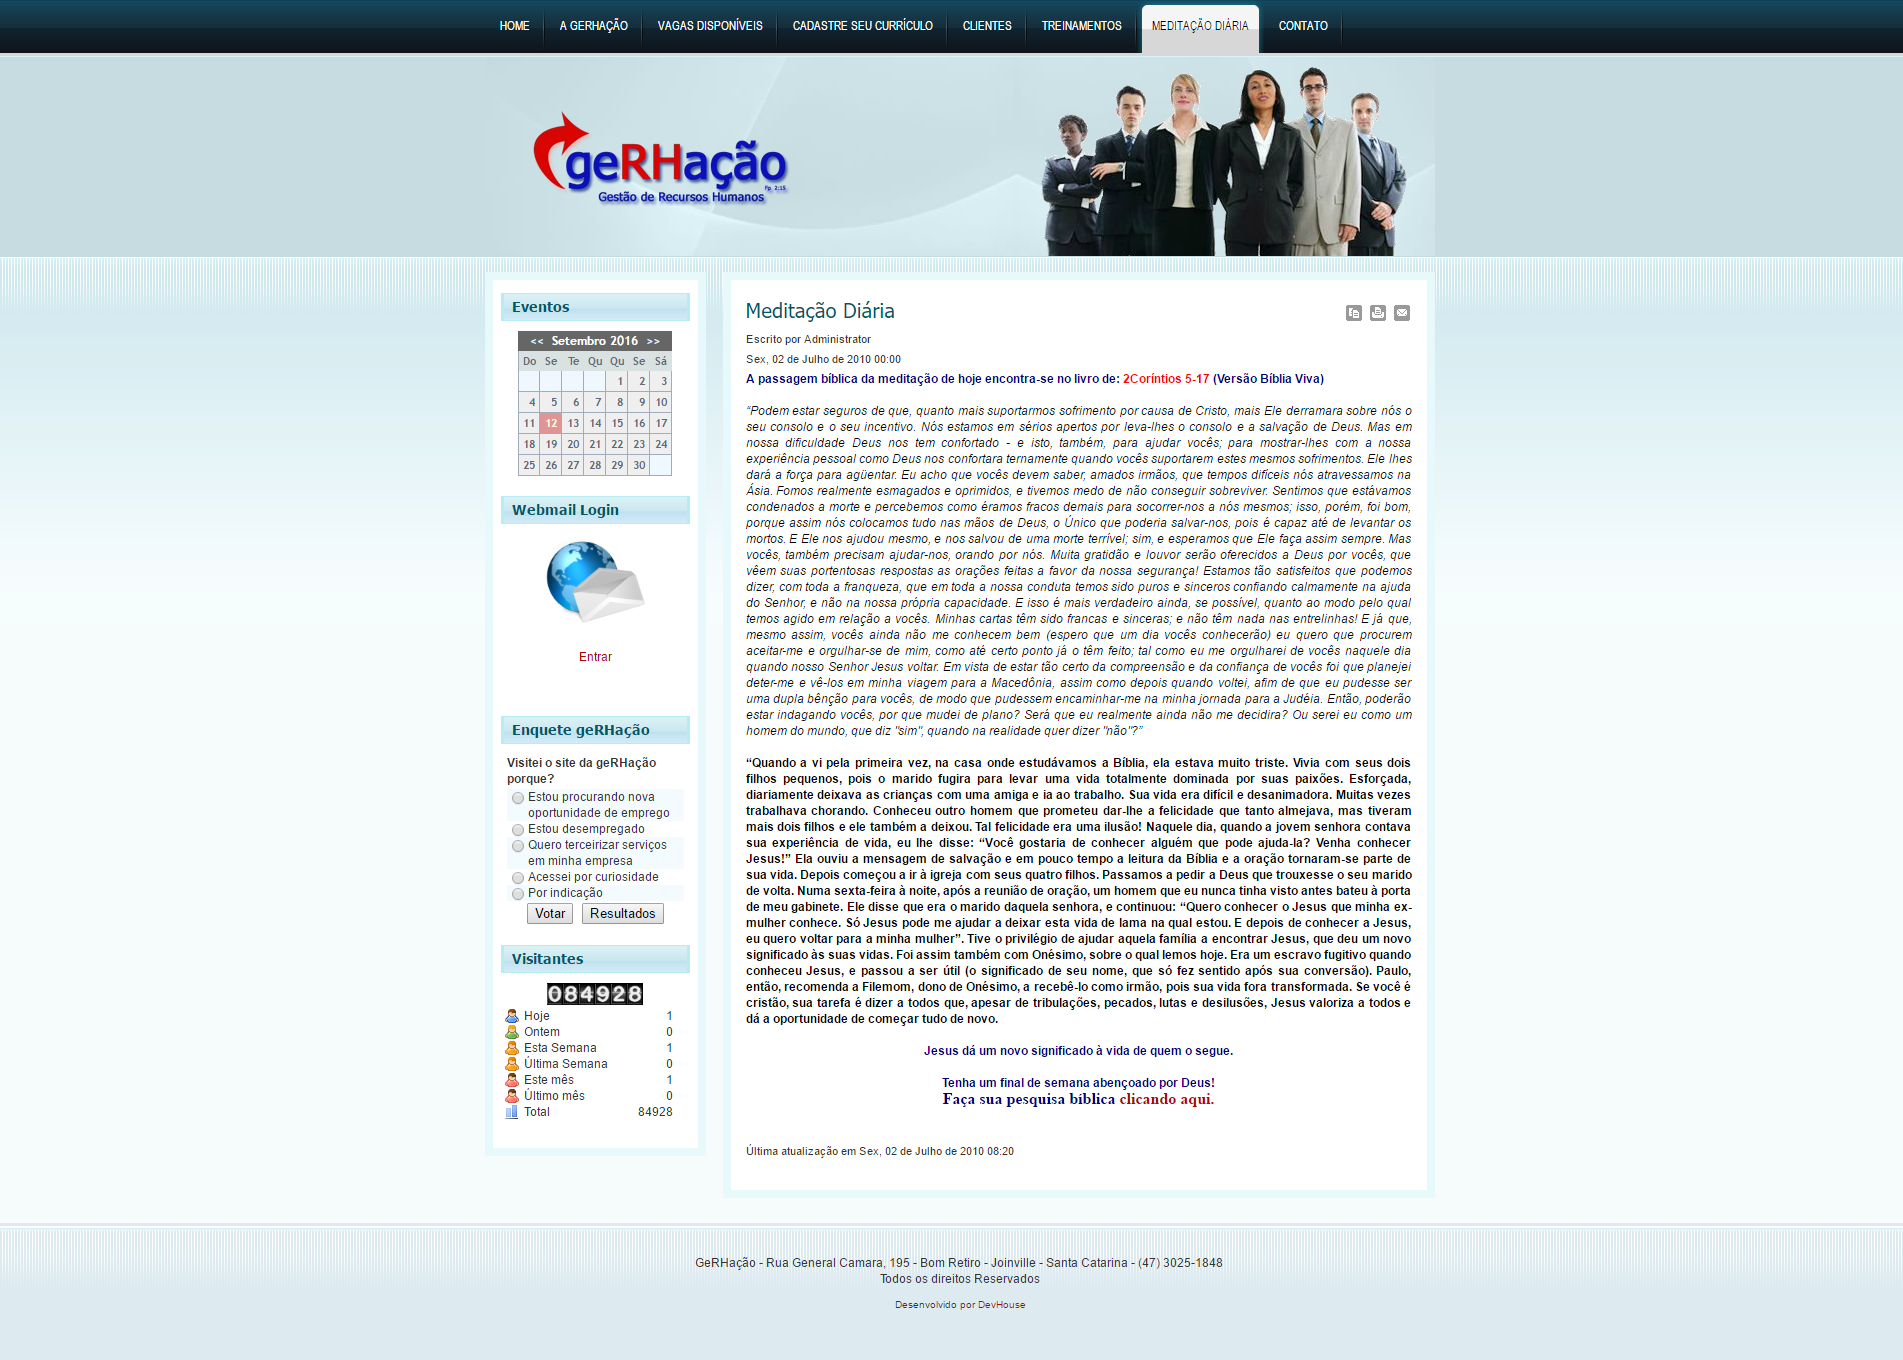 HOME
A GERHAÇÃO
VAGAS DISPONÍVEIS
CADASTRE SEU CURRÍCULO
CLIENTES
TREINAMENTOS
MEDITAÇÃO DIÁRIA
CONTATO
geRHação
Fp. 2:15
Gestão de Recursos Humanos
Eventos
<< Setembro 2016 >>
Do Se Te Qu Qu Se Sá
1 2 3
4 5 6 7 8 9 10
11 12 13 14 15 16 17
18 19 20 21 22 23 24
25 26 27 28 29 30
Webmail Login
Entrar
Enquete geRHação
Visitei o site da geRHação
porque?
Estou procurando nova
oportunidade de emprego
Estou desempregado
Quero terceirizar serviços
em minha empresa
Acessei por curiosidade
Por indicação
Votar Resultados
Visitantes
084928
Hoje 1
Ontem 0
Esta Semana 1
Última Semana 0
Este mês 1
Último mês 0
Total 84928
Meditação Diária
Escrito por Administrator
Sex, 02 de Julho de 2010 00:00
A passagem bíblica da meditação de hoje encontra-se no livro de: 2Coríntios 5-17 (Versão Bíblia Viva)
“Podem estar seguros de que, quanto mais suportarmos sofrimento por causa de Cristo, mais Ele derramara sobre nós o
seu consolo e o seu incentivo. Nós estamos em sérios apertos por leva-lhes o consolo e a salvação de Deus. Mas em
nossa dificuldade Deus nos tem confortado - e isto, também, para ajudar vocês; para mostrar-lhes com a nossa
experiência pessoal como Deus nos confortara ternamente quando vocês suportarem estes mesmos sofrimentos. Ele lhes
dará a força para agüentar. Eu acho que vocês devem saber, amados irmãos, que tempos difíceis nós atravessamos na
Ásia. Fomos realmente esmagados e oprimidos, e tivemos medo de não conseguir sobreviver. Sentimos que estávamos
condenados a morte e percebemos como éramos fracos demais para socorrer-nos a nós mesmos; isso, porém, foi bom,
porque assim nós colocamos tudo nas mãos de Deus, o Único que poderia salvar-nos, pois é capaz até de levantar os
mortos. E Ele nos ajudou mesmo, e nos salvou de uma morte terrível; sim, e esperamos que Ele faça assim sempre. Mas
vocês, também precisam ajudar-nos, orando por nós. Muita gratidão e louvor serão oferecidos a Deus por vocês, que
vêem suas portentosas respostas as orações feitas a favor da nossa segurança! Estamos tão satisfeitos que podemos
dizer, com toda a franqueza, que em toda a nossa conduta temos sido puros e sinceros confiando calmamente na ajuda
do Senhor, e não na nossa própria capacidade. E isso é mais verdadeiro ainda, se possível, quanto ao modo pelo qual
temos agido em relação a vocês. Minhas cartas têm sido francas e sinceras; e não têm nada nas entrelinhas! E já que,
mesmo assim, vocês ainda não me conhecem bem (espero que um dia vocês conhecerão) eu quero que procurem
aceitar-me e orgulhar-se de mim, como até certo ponto já o têm feito; tal como eu me orgulharei de vocês naquele dia
quando nosso Senhor Jesus voltar. Em vista de estar tão certo da compreensão e da confiança de vocês foi que planejei
deter-me e vê-los em minha viagem para a Macedônia, assim como depois quando voltei, afim de que eu pudesse ser
uma dupla bênção para vocês, de modo que pudessem encaminhar-me na minha jornada para a Judéia. Então, poderão
estar indagando vocês, por que mudei de plano? Será que eu realmente ainda não me decidira? Ou serei eu como um
homem do mundo, que diz "sim", quando na realidade quer dizer "não"?”
“Quando a vi pela primeira vez, na casa onde estudávamos a Bíblia, ela estava muito triste. Vivia com seus dois
filhos pequenos, pois o marido fugira para levar uma vida totalmente dominada por suas paixões. Esforçada,
diariamente deixava as crianças com uma amiga e ia ao trabalho. Sua vida era difícil e desanimadora. Muitas vezes
trabalhava chorando. Conheceu outro homem que prometeu dar-lhe a felicidade que tanto almejava, mas tiveram
mais dois filhos e ele também a deixou. Tal felicidade era uma ilusão! Naquele dia, quando a jovem senhora contava
sua experiência de vida, eu lhe disse: “Você gostaria de conhecer alguém que pode ajuda-la? Venha conhecer
Jesus!” Ela ouviu a mensagem de salvação e em pouco tempo a leitura da Bíblia e a oração tornaram-se parte de
sua vida. Depois começou a ir à igreja com seus quatro filhos. Passamos a pedir a Deus que trouxesse o seu marido
de volta. Numa sexta-feira à noite, após a reunião de oração, um homem que eu nunca tinha visto antes bateu à porta
de meu gabinete. Ele disse que era o marido daquela senhora, e continuou: “Quero conhecer o Jesus que minha ex-
mulher conhece. Só Jesus pode me ajudar a deixar esta vida de lama na qual estou. E depois de conhecer a Jesus,
eu quero voltar para a minha mulher”. Tive o privilégio de ajudar aquela família a encontrar Jesus, que deu um novo
significado às suas vidas. Foi assim também com Onésimo, sobre o qual lemos hoje. Era um escravo fugitivo quando
conheceu Jesus, e passou a ser útil (o significado de seu nome, que só fez sentido após sua conversão). Paulo,
então, recomenda a Filemom, dono de Onésimo, a recebê-lo como irmão, pois sua vida fora transformada. Se você é
cristão, sua tarefa é dizer a todos que, apesar de tribulações, pecados, lutas e desilusões, Jesus valoriza a todos e
dá a oportunidade de começar tudo de novo.
Jesus dá um novo significado à vida de quem o segue.
Tenha um final de semana abençoado por Deus!
Faça sua pesquisa bíblica clicando aqui.
Última atualização em Sex, 02 de Julho de 2010 08:20
GeRHação - Rua General Camara, 195 - Bom Retiro - Joinville - Santa Catarina - (47) 3025-1848
Todos os direitos Reservados
Desenvolvido por DevHouse